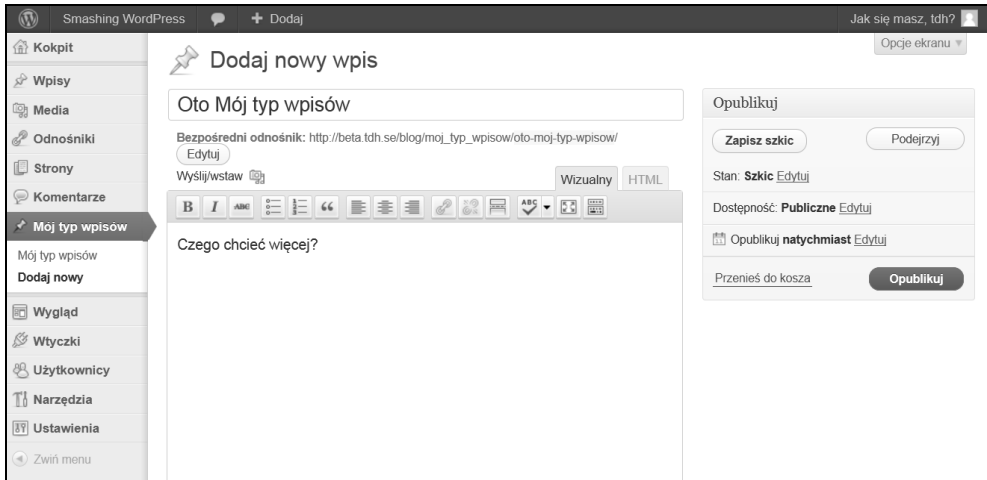 Smashing WordPress + Dodaj Jak się masz, tdh?
Opcje ekranu
Kokpit
Wpisy
Media
Odnośniki
Strony
Komentarze
Mój typ wpisów
Mój typ wpisów
Dodaj nowy
Wygląd
Wtyczki
Użytkownicy
Narzędzia
Ustawienia
Zwiń menu
Dodaj nowy wpis
Oto Mój typ wpisów
Bezpośredni odnośnik: http://beta.tdh.se/blog/moj_typ_wpisow/oto-moj-typ-wpisow/
Edytuj
Wyślij/wstaw
Wizualny HTML
B I ABC ABC
Czego chcieć więcej?
Opublikuj
Zapisz szkic Podejrzyj
Stan: Szkic Edytuj
Dostępność: Publiczne Edytuj
Opublikuj natychmiast Edytuj
Przenieś do kosza Opublikuj